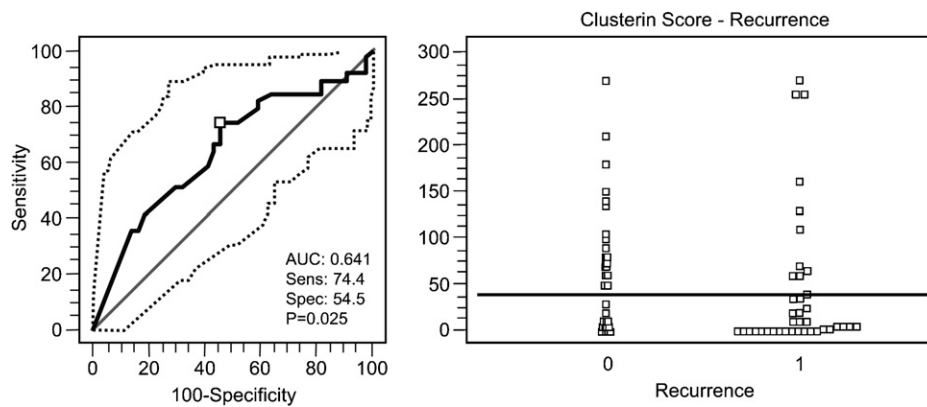 Clusterin Score - Recurrence
100
80
60
40
20
0
Sensitivity
AUC: 0.641
Sens: 74.4
Spec: 54.5
P=0.025
0 20 40 60 80 100
100-Specificity
300
250
200
150
100
50
0
0 1
Recurrence